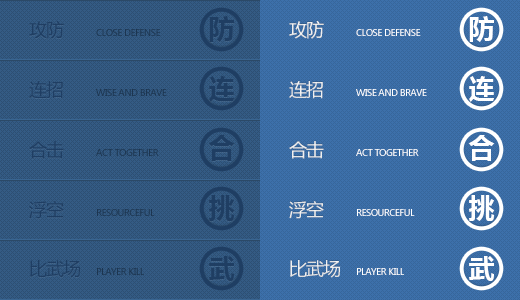 攻防 CLOSE DEFENSE 防 攻防 CLOSE DEFENSE 防
连招 WISE AND BRAVE 连 连招 WISE AND BRAVE 连
合击 ACT TOGETHER 合 合击 ACT TOGETHER 合
浮空 RESOURCEFUL 挑 浮空 RESOURCEFUL 挑
比武场 PLAYER KILL 武 比武场 PLAYER KILL 武